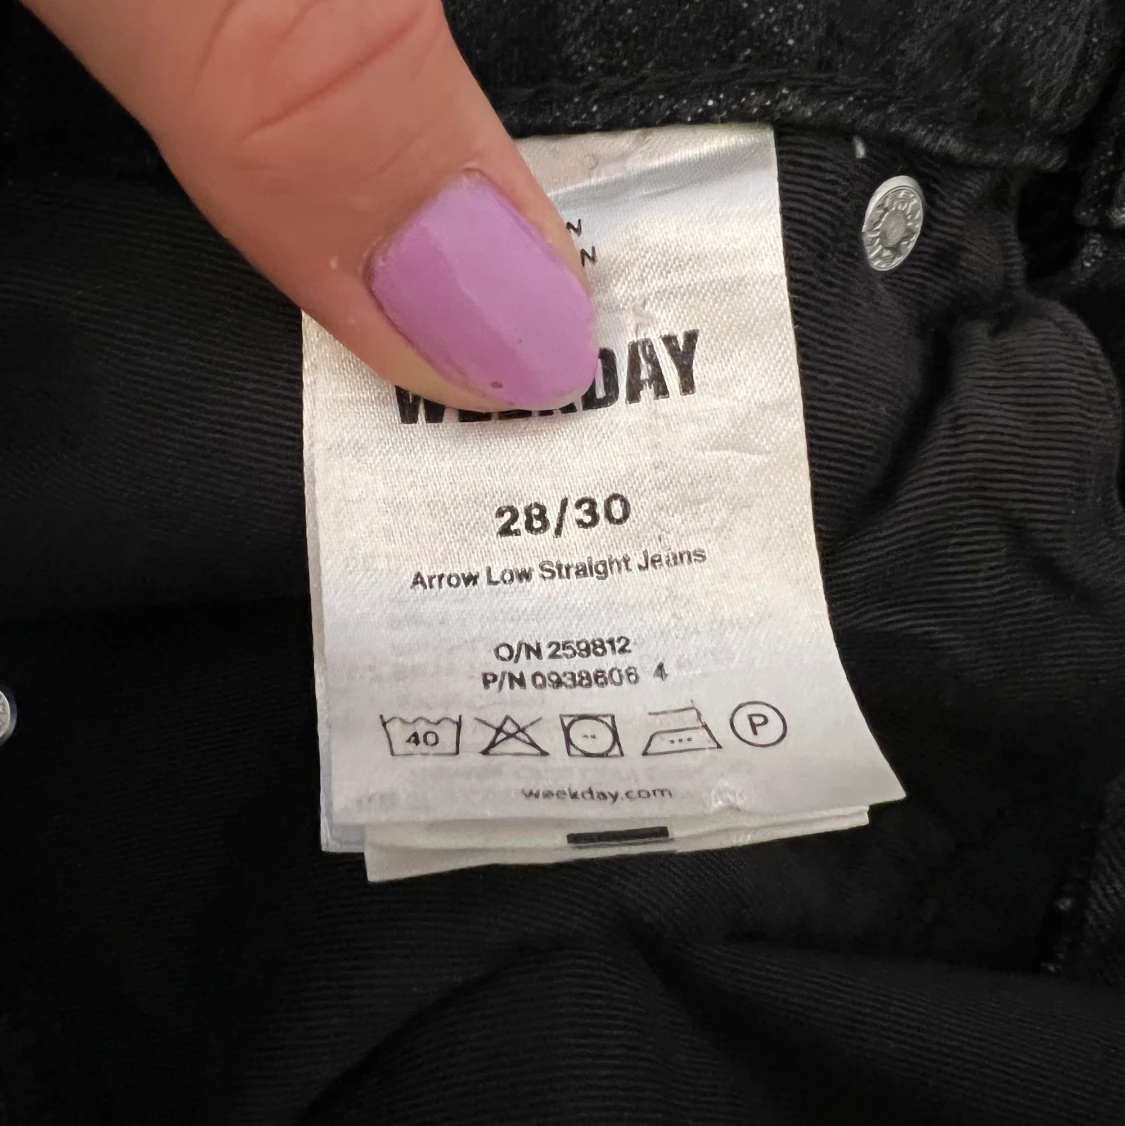 N
N
WEEKDAY
28/30
Arrow Low Straight Jeans
O/N 259812
P/N 0938606 4
40
P
weekday.com